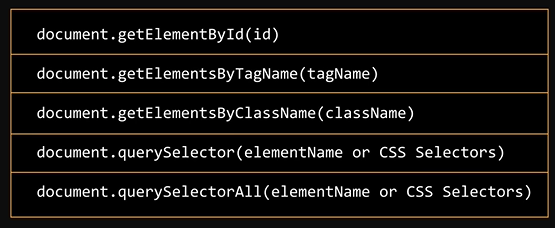 document.getElementById(id)
document.getElementsByTagName(tagName)
document.getElementsByClassName(className)
document.querySelector(elementName or CSS Selectors)
document.querySelectorAll(elementName or CSS Selectors)